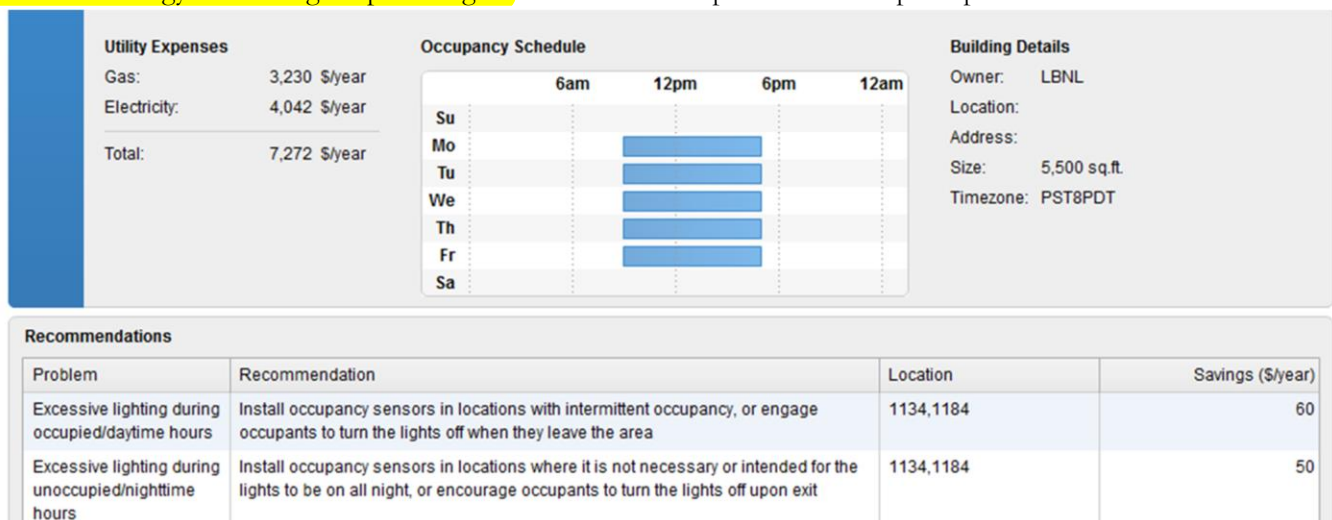 Utility Expenses
Gas: 3,230 $/year
Electricity: 4,042 $/year
Total: 7,272 $/year
Occupancy Schedule
6am 12pm 6pm 12am
Su
Mo
Tu
We
Th
Fr
Sa
Building Details
Owner: LBNL
Location:
Address:
Size: 5,500 sq.ft.
Timezone: PST8PDT
Recommendations
Problem Recommendation Location Savings ($/year)
Excessive lighting during Install occupancy sensors in locations with intermittent occupancy, or engage 1134,1184 60
occupied/daytime hours occupants to turn the lights off when they leave the area
Excessive lighting during Install occupancy sensors in locations where it is not necessary or intended for the 1134,1184 50
unoccupied/nighttime lights to be on all night, or encourage occupants to turn the lights off upon exit
hours